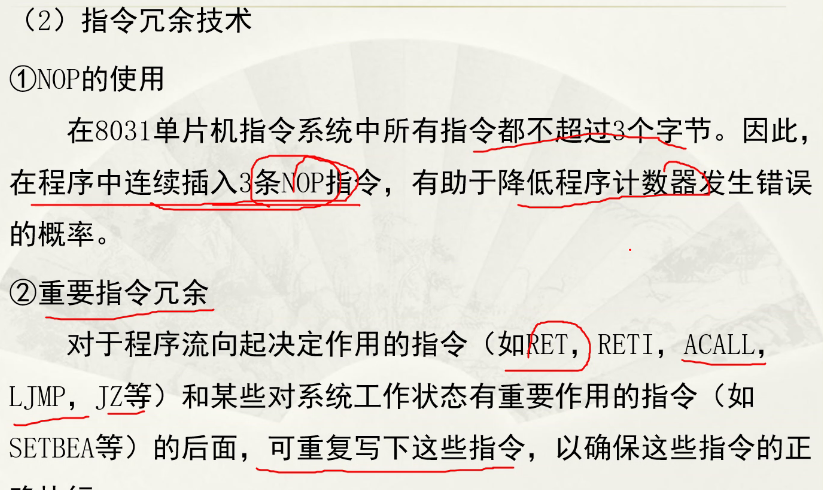 （2）指令冗余技术
①NOP的使用
在8031单片机指令系统中所有指令都不超过3个字节。因此，
在程序中连续插入3条NOP指令，有助于降低程序计数器发生错误
的概率。
②重要指令冗余
对于程序流向起决定作用的指令（如RET，RETI，ACALL，
LJMP，JZ等）和某些对系统工作状态有重要作用的指令（如
SETBEA等）的后面，可重复写下这些指令，以确保这些指令的正